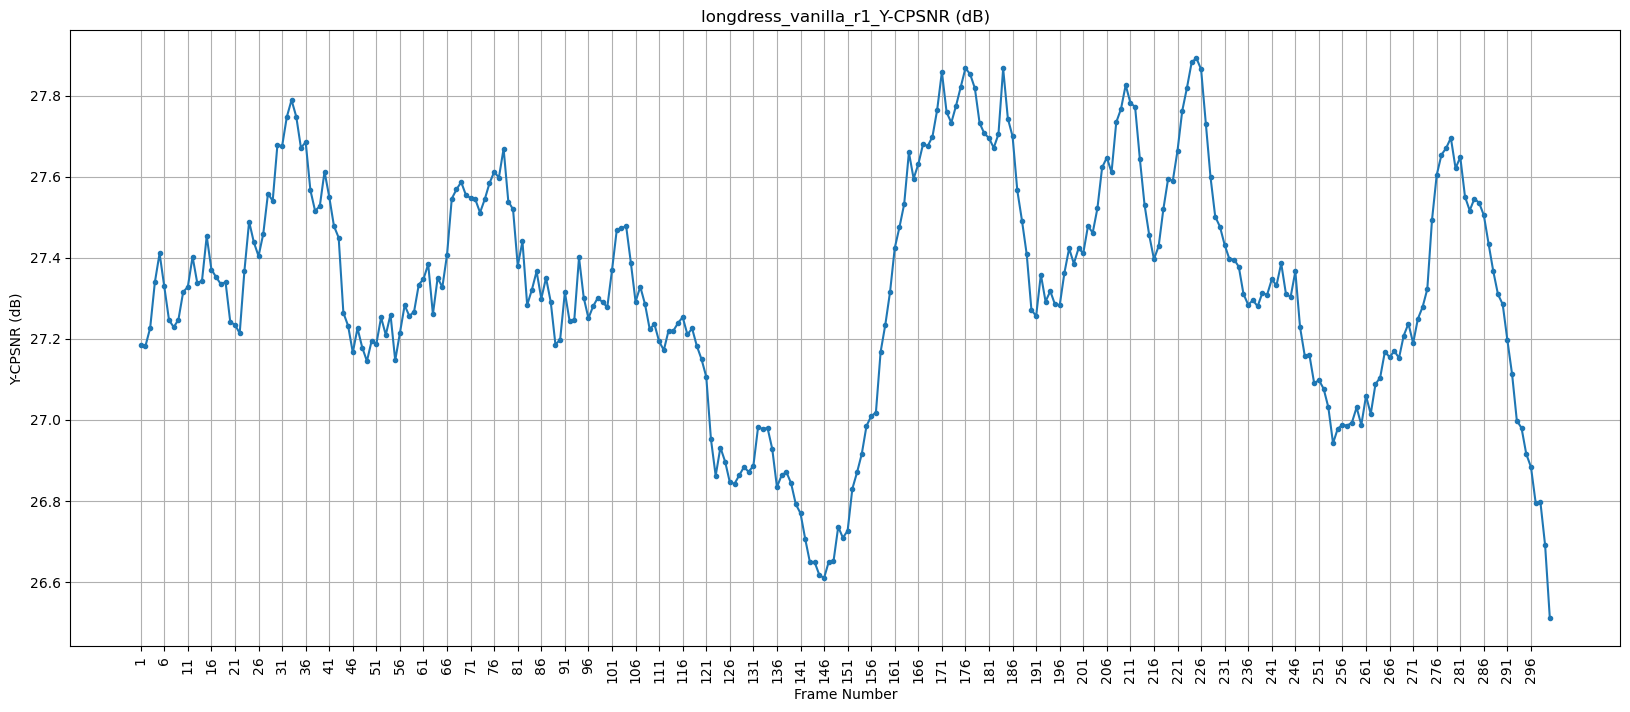 longdress_vanilla_r1_Y-CPSNR (dB)
Y-CPSNR (dB)
27.8
27.6
27.4
27.2
27.0
26.8
26.6
1 6 11 16 21 26 31 36 41 46 51 56 61 66 71 76 81 86 91 96 101 106 111 116 121 126 131 136 141 146 151 156 161 166 171 176 181 186 191 196 201 206 211 216 221 226 231 236 241 246 251 256 261 266 271 276 281 286 291 296
Frame Number